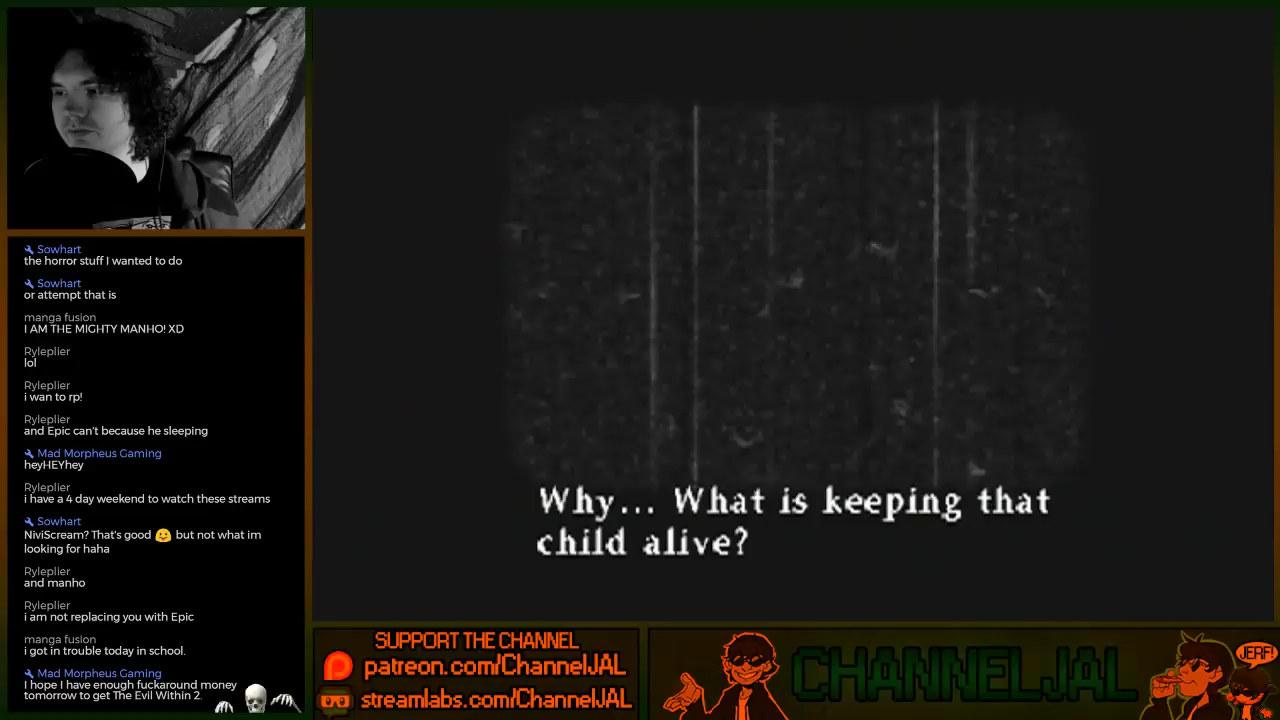 Sowhart
the horror stuff I wanted to do
Sowhart
or attempt that is
manga fusion
I AM THE MIGHTY MANHO! XD
Ryleplier
lol
Ryleplier
i wan to rp!
Ryleplier
and Epic can't because he sleeping
Mad Morpheus Gaming
heyHEYhey
Ryleplier
i have a 4 day weekend to watch these streams
Sowhart
NiviScream? That's good 🤗 but not what im
looking for haha
Ryleplier
and manho
Ryleplier
i am not replacing you with Epic
manga fusion
i got in trouble today in school.
Mad Morpheus Gaming
I hope I have enough fuckaround money
tomorrow to get The Evil Within 2.
Why... What is keeping that
child alive?
SUPPORT THE CHANNEL
patreon.com/ChannelJAL
streamlabs.com/ChannelJAL
CHANNELJAL
JERF!